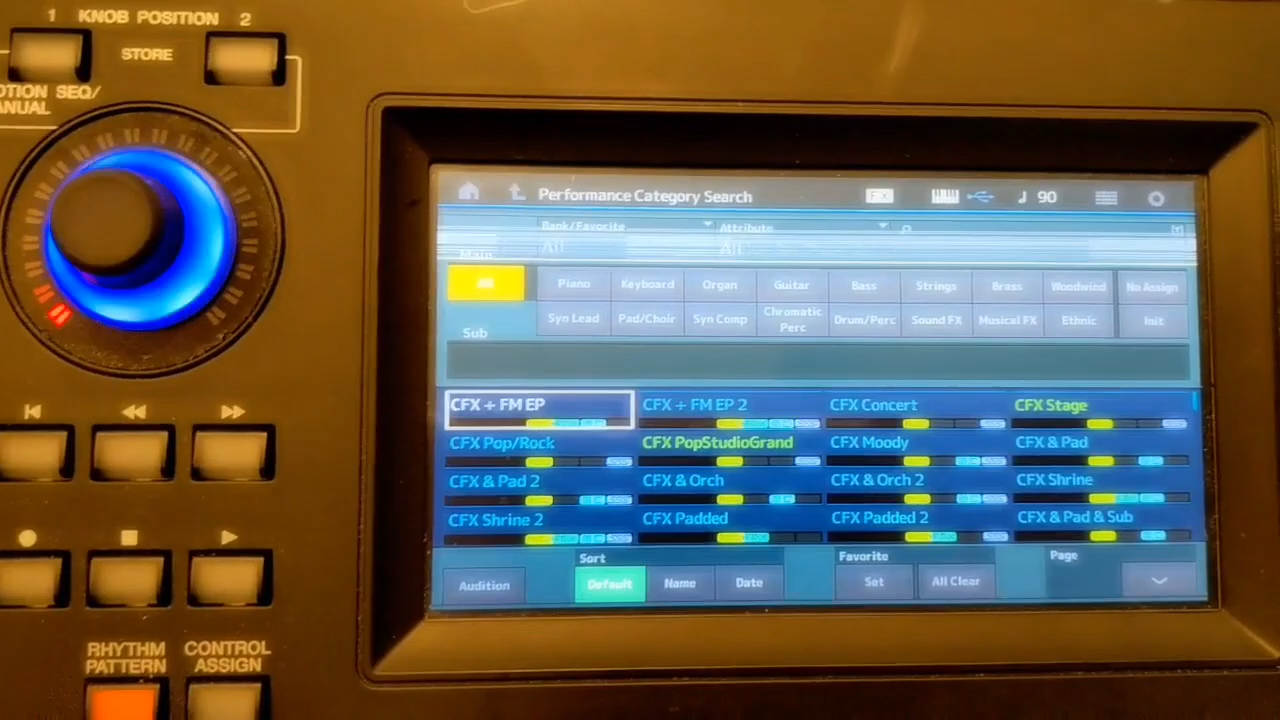 1 KNOB POSITION 2
STORE
OTION SEQ/
ANUAL
Performance Category Search
90
Bank/Favorite
Attribute
All
All
Main
All
Piano
Keyboard
Organ
Guitar
Bass
Strings
Brass
Woodwind
No Assign
Syn Lead
Pad/Choir
Syn Comp
Chromatic
Perc
Drum/Perc
Sound FX
Musical FX
Ethnic
Init
Sub
CFX + FM EP
CFX + FM EP 2
CFX Concert
CFX Stage
CFX Pop/Rock
CFX PopStudioGrand
CFX Moody
CFX & Pad
CFX & Pad 2
CFX & Orch
CFX & Orch 2
CFX Shrine
CFX Shrine 2
CFX Padded
CFX Padded 2
CFX & Pad & Sub
Sort
Favorite
Page
Audition
Default
Name
Date
Set
All Clear
RHYTHM
PATTERN
CONTROL
ASSIGN